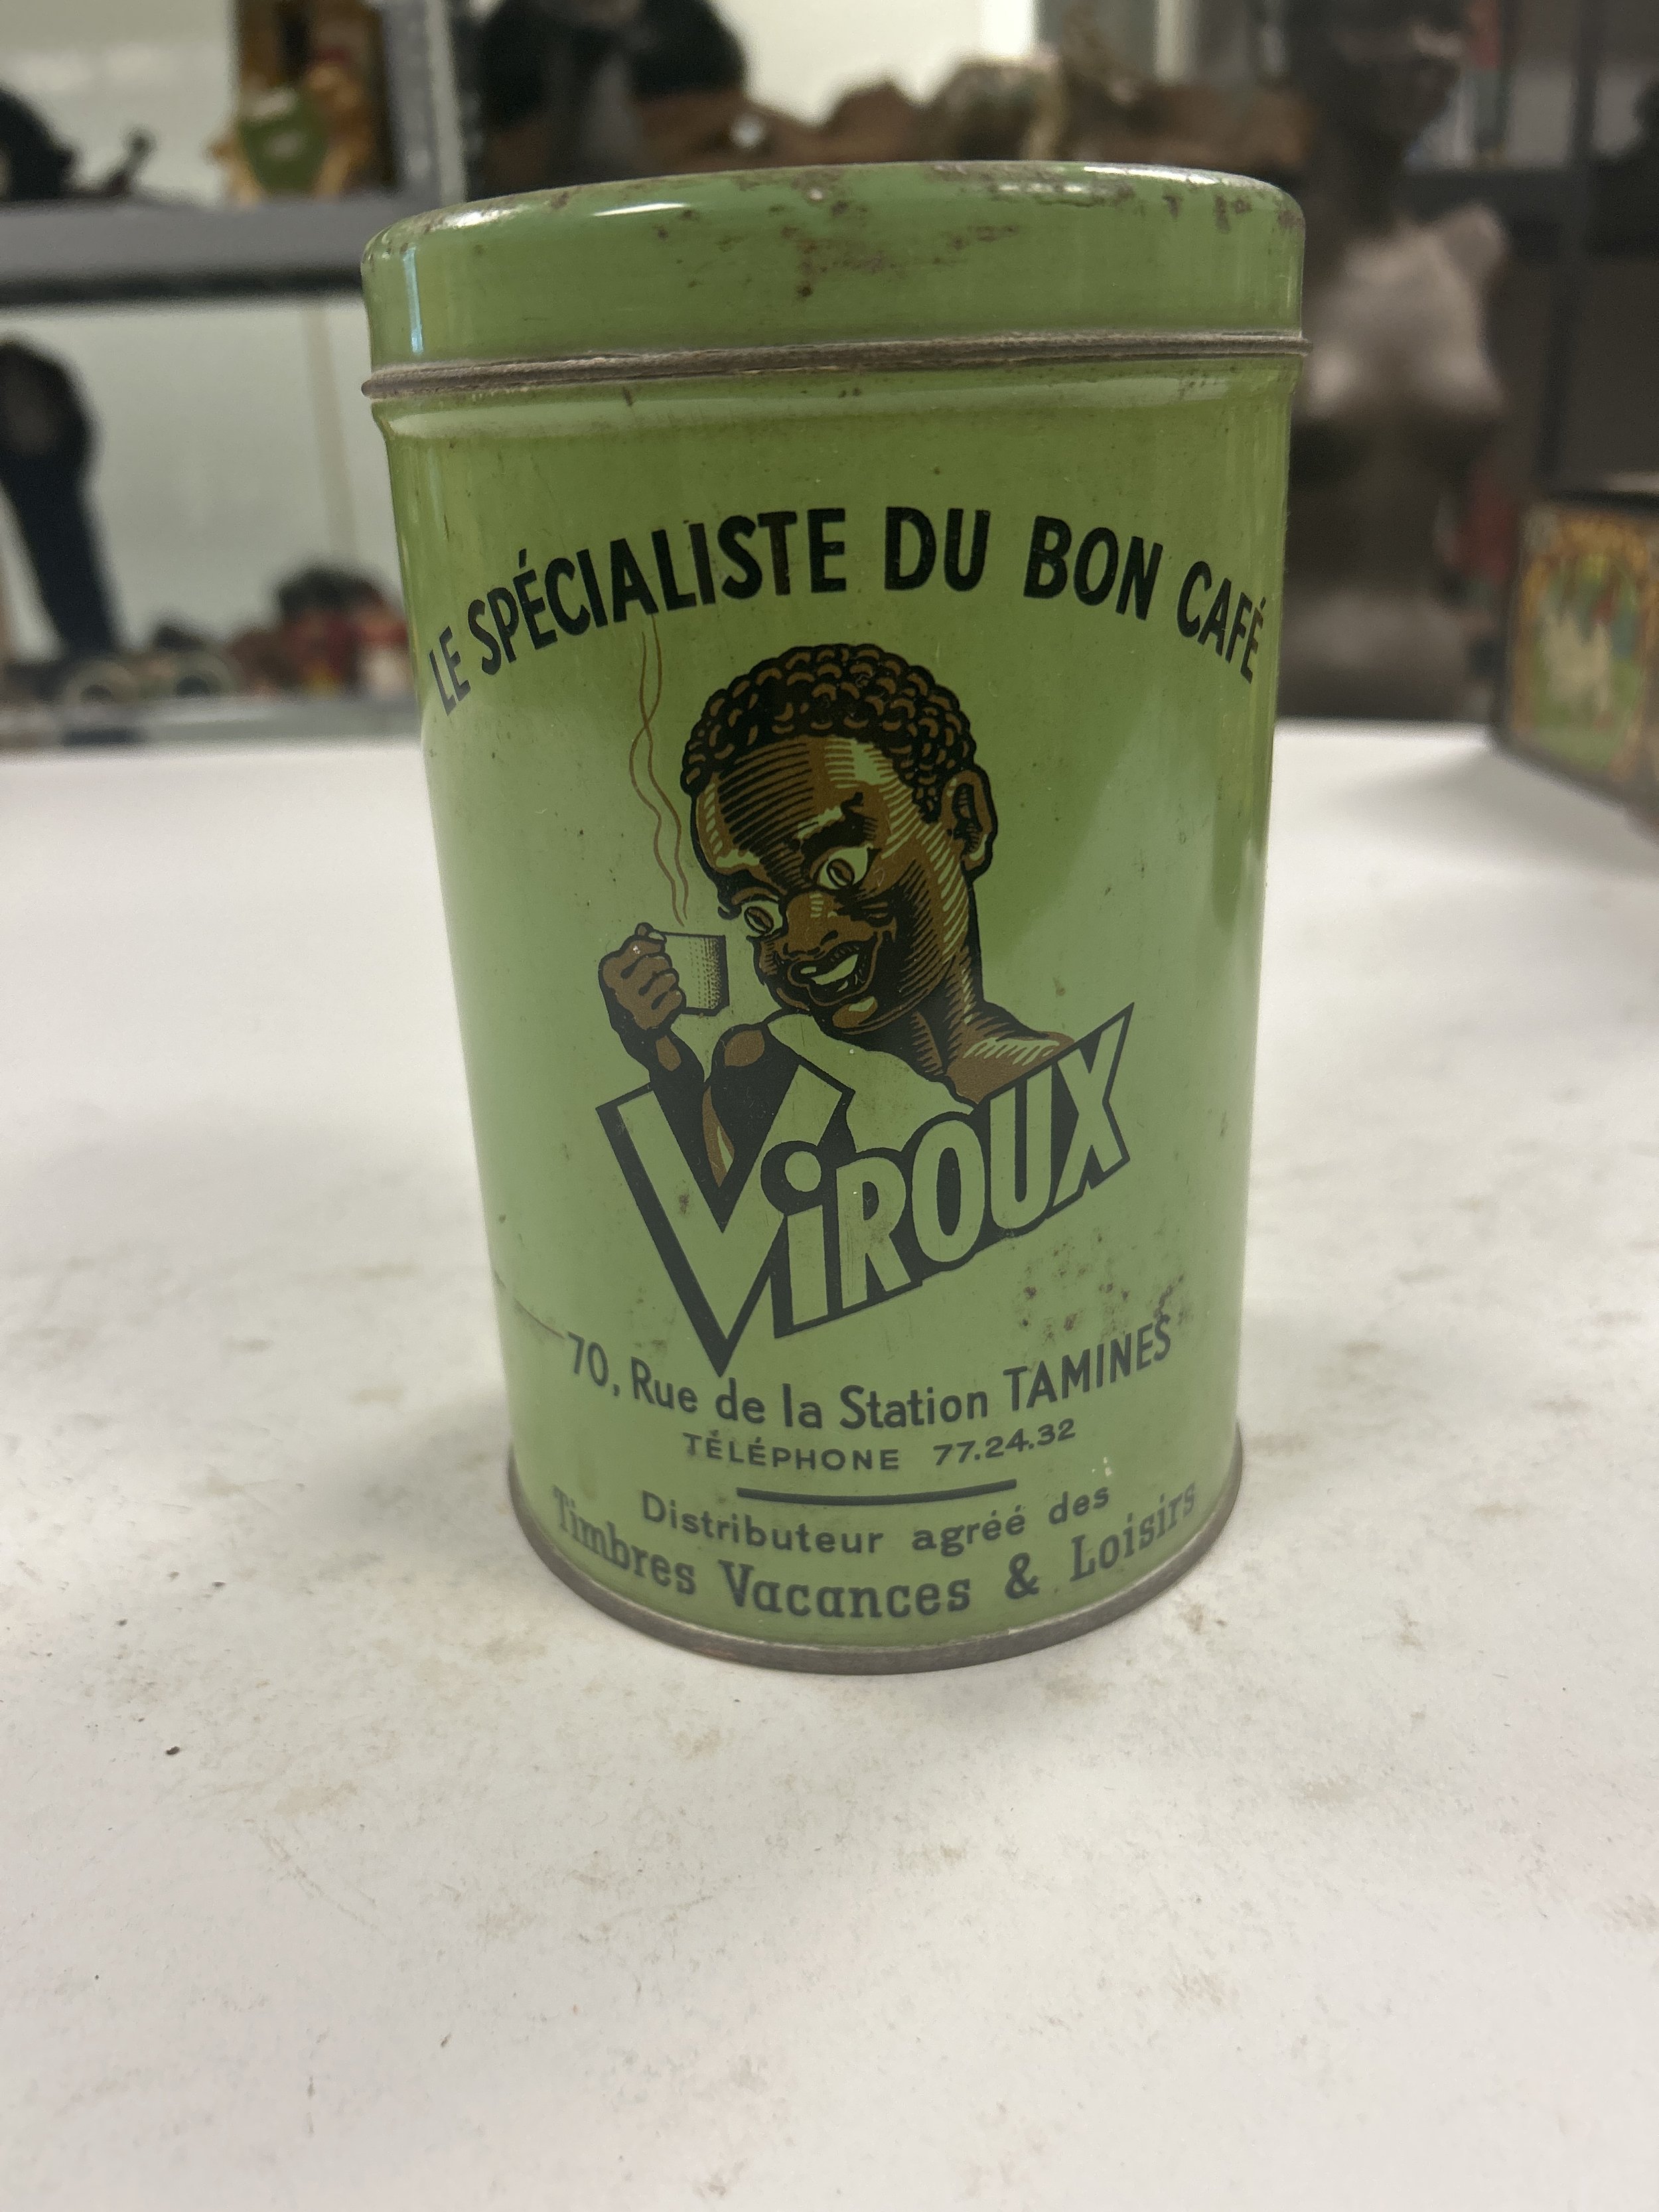 LE SPÉCIALISTE DU BON CAFÉ
ViROUX
70, Rue de la Station TAMINES
TÉLÉPHONE 77.24.32
Distributeur agréé des
Timbres Vacances & Loisirs